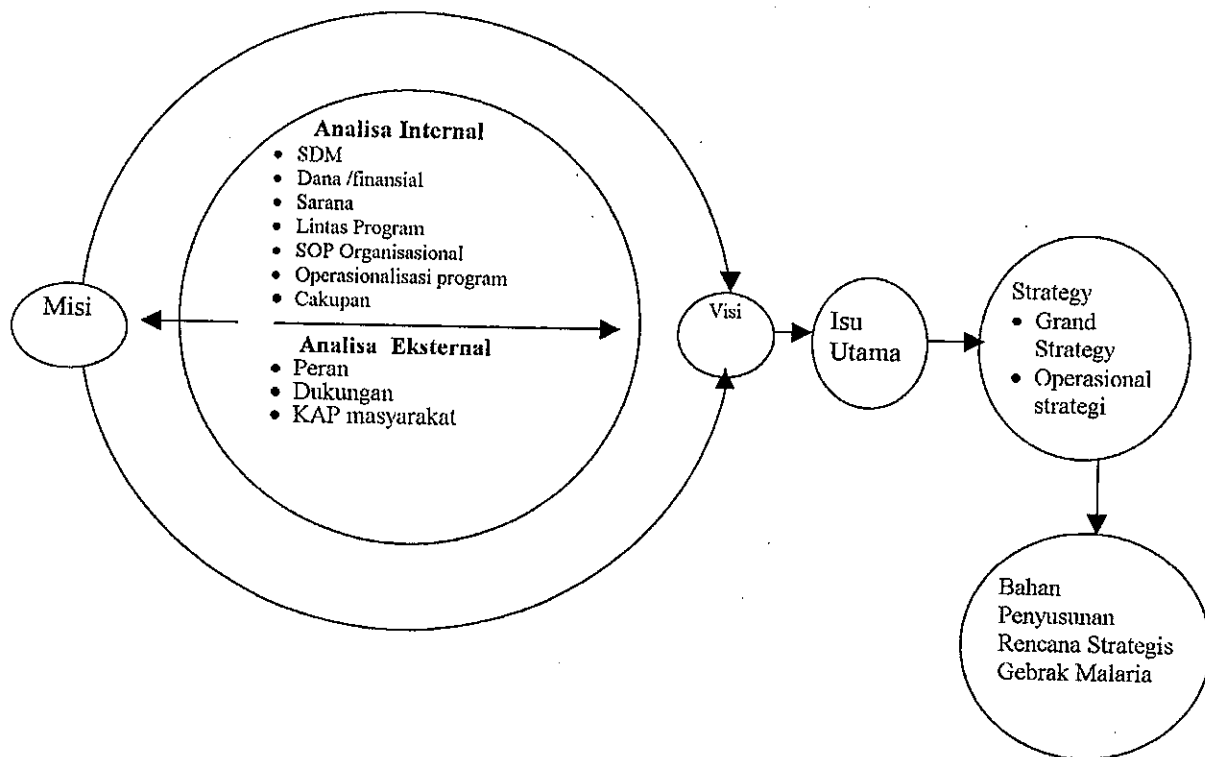 Analisa Internal
• SDM
• Dana /finansial
• Sarana
• Lintas Program
• SOP Organisasional
• Operasionalisasi program
• Cakupan
Analisa Eksternal
• Peran
• Dukungan
• KAP masyarakat
Misi
Visi
Isu
Utama
Strategy
• Grand
Strategy
• Operasional
strategi
Bahan
Penyusunan
Rencana Strategis
Gebrak Malaria